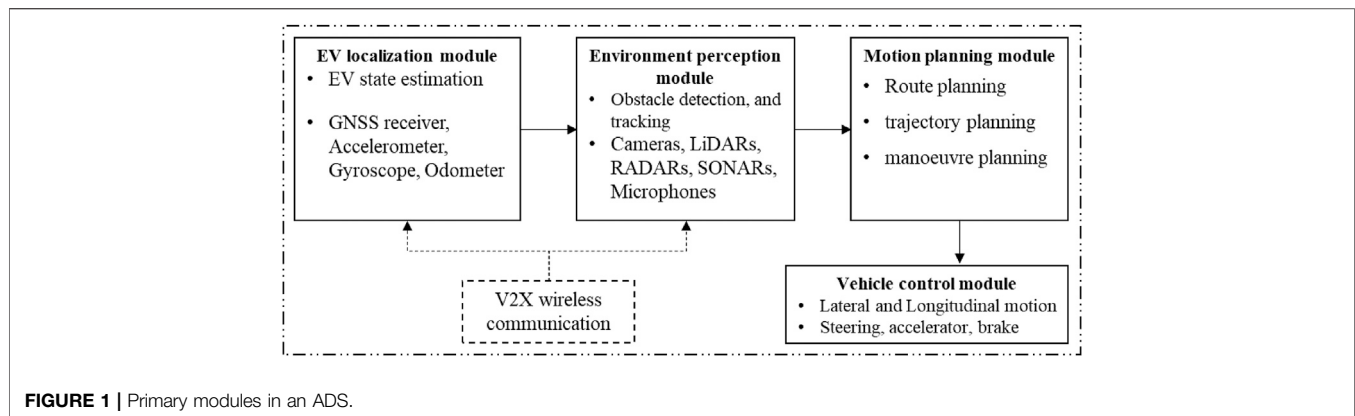 EV localization module
• EV state estimation
• GNSS receiver,
Accelerometer,
Gyroscope, Odometer
Environment perception
module
• Obstacle detection, and
tracking
• Cameras, LiDARs,
RADARs, SONARs,
Microphones
Motion planning module
• Route planning
• trajectory planning
• manoeuvre planning
V2X wireless
communication
Vehicle control module
• Lateral and Longitudinal motion
• Steering, accelerator, brake
FIGURE 1 | Primary modules in an ADS.